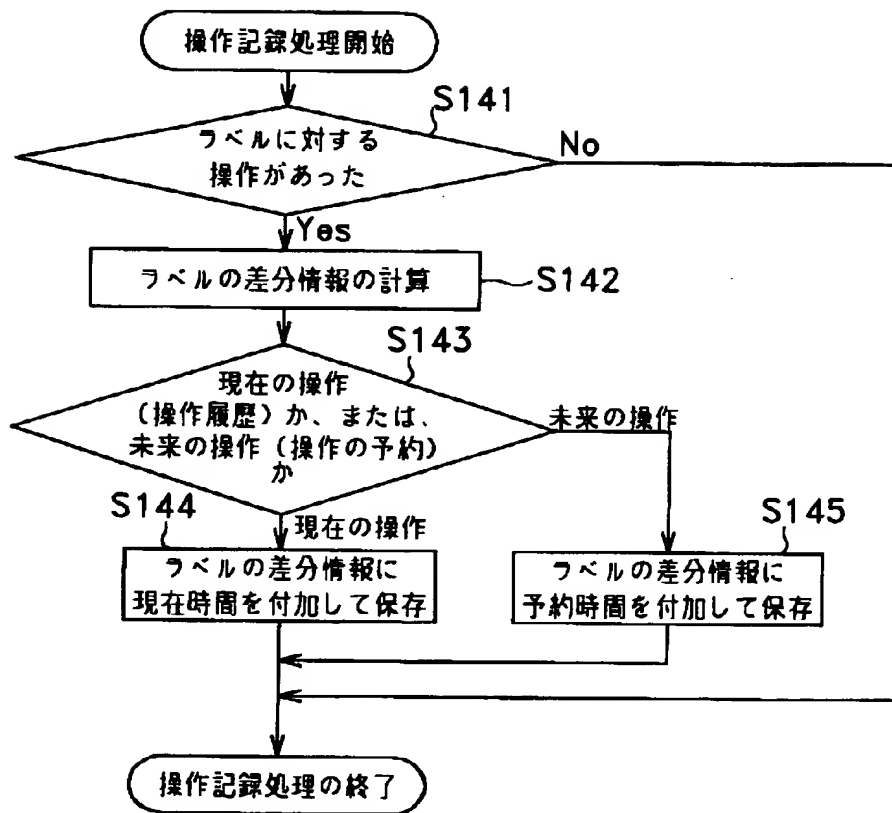 操作記録処理開始
S141
ラベルに対する
操作があった
No
Yes
ラベルの差分情報の計算
S142
S143
現在の操作
(操作履歴)か、または、
未来の操作(操作の予約)
か
未来の操作
S144
現在の操作
S145
ラベルの差分情報に
現在時間を付加して保存
ラベルの差分情報に
予約時間を付加して保存
操作記録処理の終了